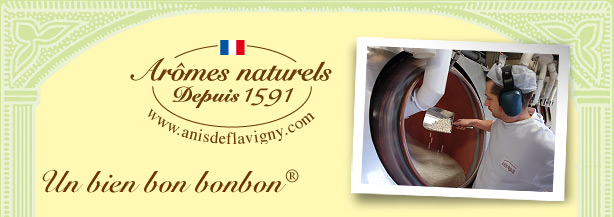 Arômes naturels
Depuis 1591
www.anisdeflavigny.com
Un bien bon bonbon®